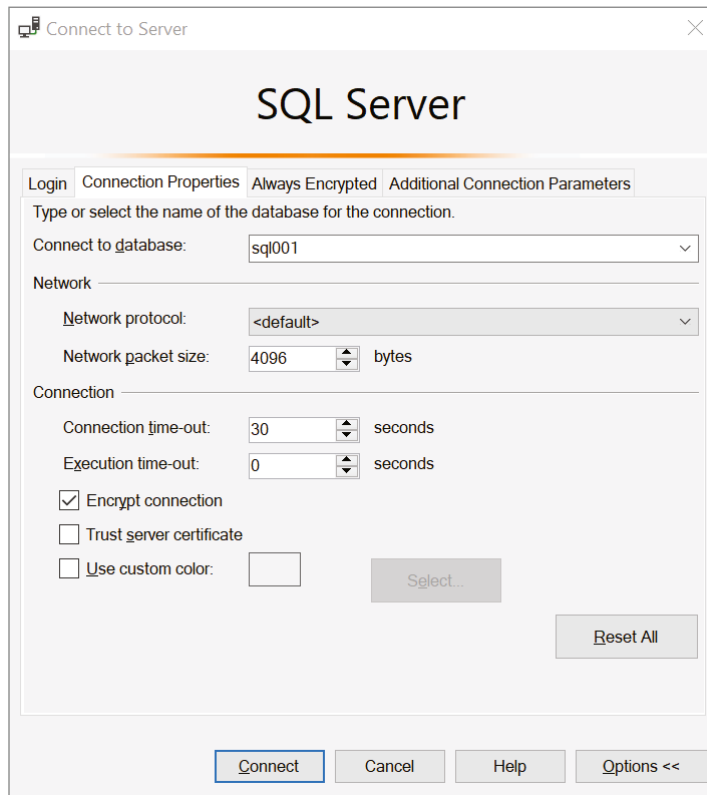 Connect to Server
SQL Server
Login Connection Properties Always Encrypted Additional Connection Parameters
Type or select the name of the database for the connection.
Connect to database: sql001
Network
Network protocol: <default>
Network packet size: 4096 bytes
Connection
Connection time-out: 30 seconds
Execution time-out: 0 seconds
Encrypt connection
Trust server certificate
Use custom color: Select...
Reset All
Connect Cancel Help Options <<